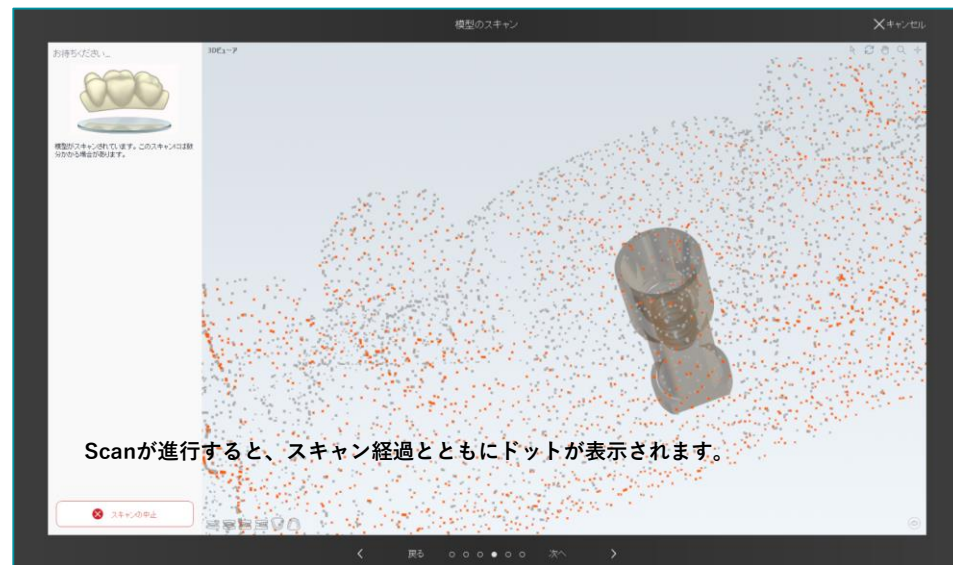 模型のスキャン
キャンセル
お待ちください...
3Dビューア
模型がスキャンされています。このスキャンには数
分かかる場合があります。
Scanが進行すると、スキャン経過とともにドットが表示されます。
スキャンの中止
戻る
次へ